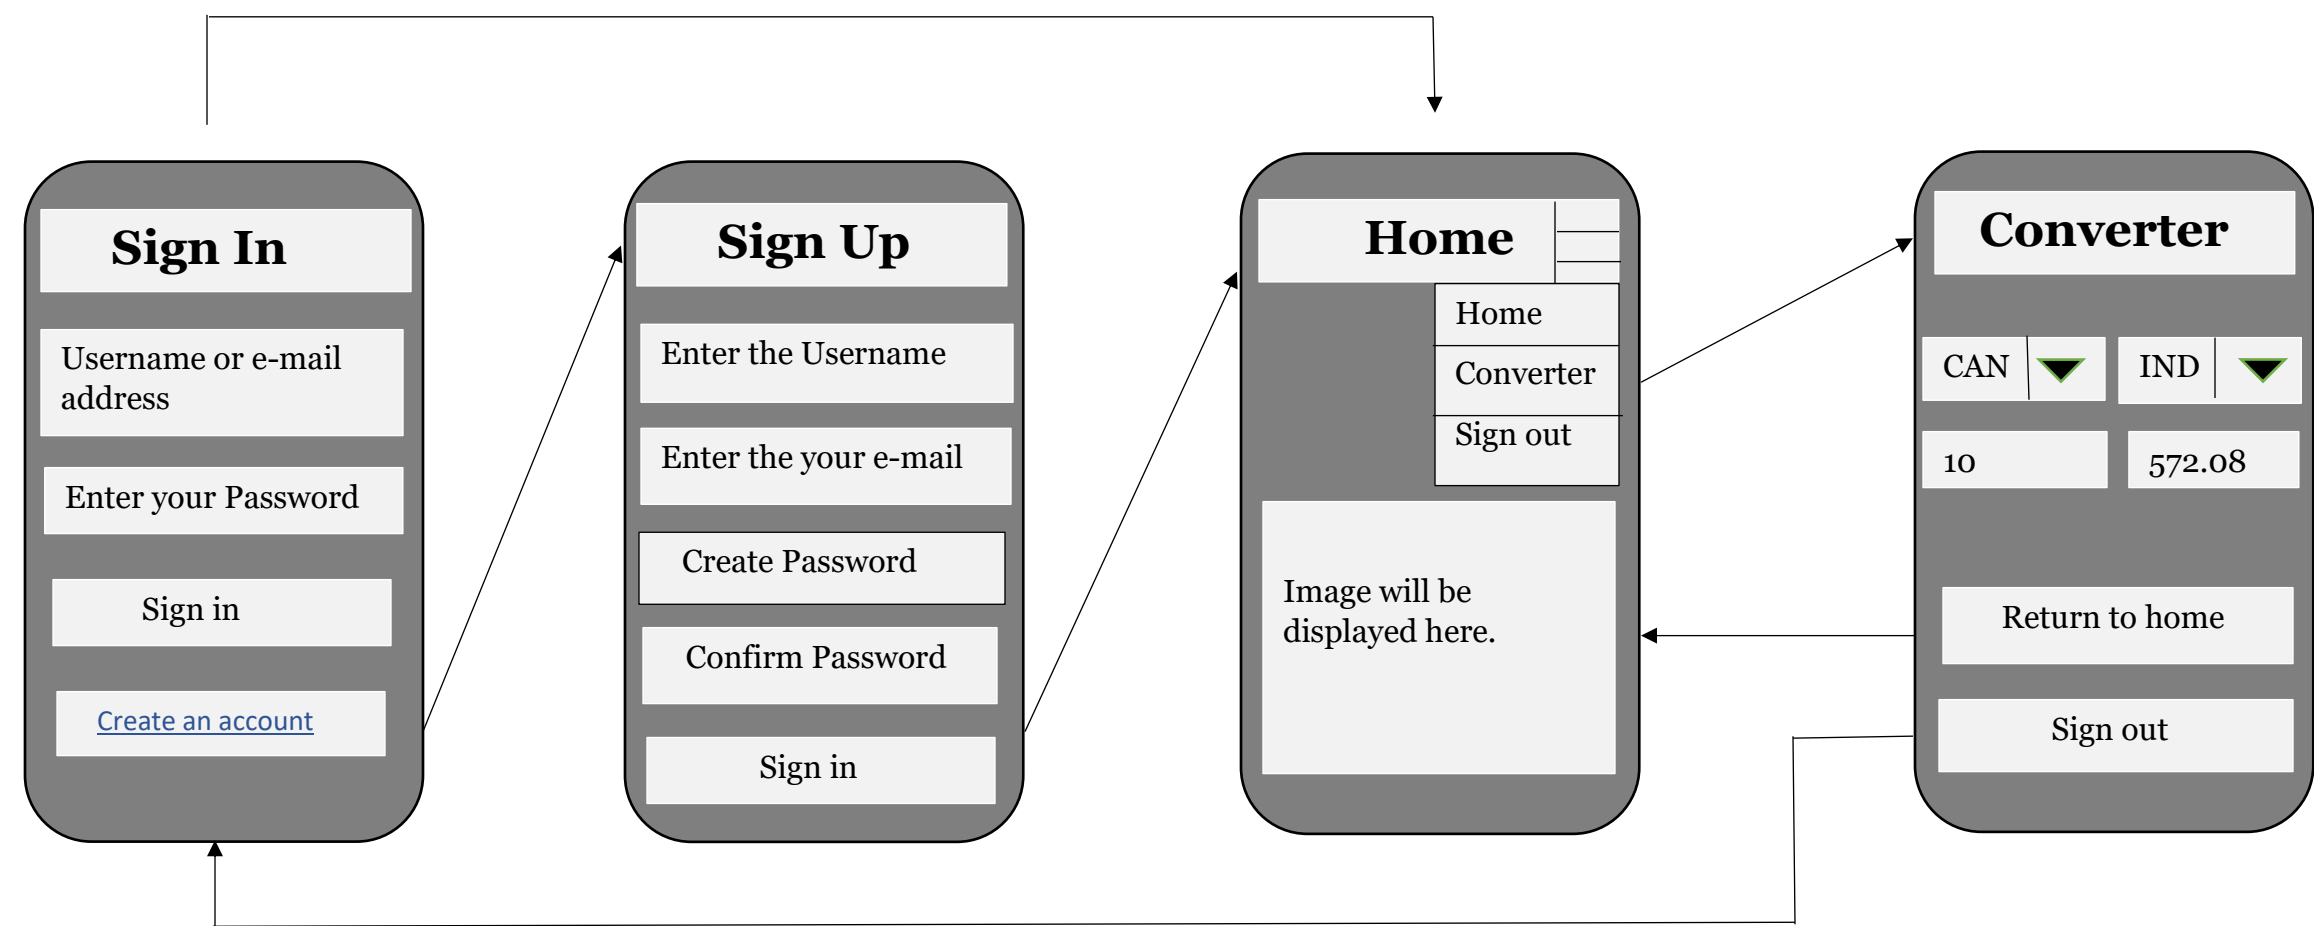 Sign In
Username or e-mail
address
Enter your Password
Sign in
Create an account
Sign Up
Enter the Username
Enter the your e-mail
Create Password
Confirm Password
Sign in
Home
Home
Converter
Sign out
Image will be
displayed here.
Converter
CAN
IND
10
572.08
Return to home
Sign out